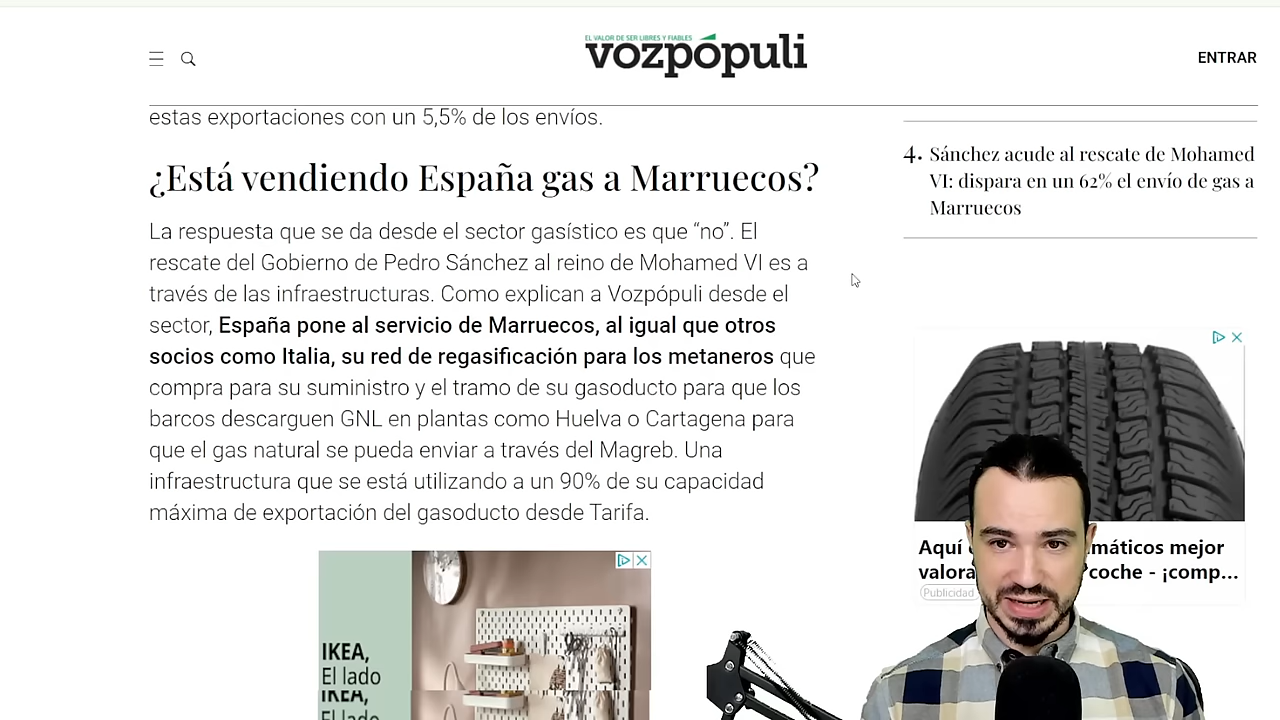 EL VALOR DE SER LIBRES Y FIABLES
vozpópuli
ENTRAR
estas exportaciones con un 5,5% de los envíos.
¿Está vendiendo España gas a Marruecos?
La respuesta que se da desde el sector gasístico es que “no”. El
rescate del Gobierno de Pedro Sánchez al reino de Mohamed VI es a
través de las infraestructuras. Como explican a Vozpópuli desde el
sector, España pone al servicio de Marruecos, al igual que otros
socios como Italia, su red de regasificación para los metaneros que
compra para su suministro y el tramo de su gasoducto para que los
barcos descarguen GNL en plantas como Huelva o Cartagena para
que el gas natural se pueda enviar a través del Magreb. Una
infraestructura que se está utilizando a un 90% de su capacidad
máxima de exportación del gasoducto desde Tarifa.
4. Sánchez acude al rescate de Mohamed
VI: dispara en un 62% el envío de gas a
Marruecos
Aquí máticos mejor
coche - ¡comp...
Publicidad
IKEA,
El lado
IKEA,
El lado